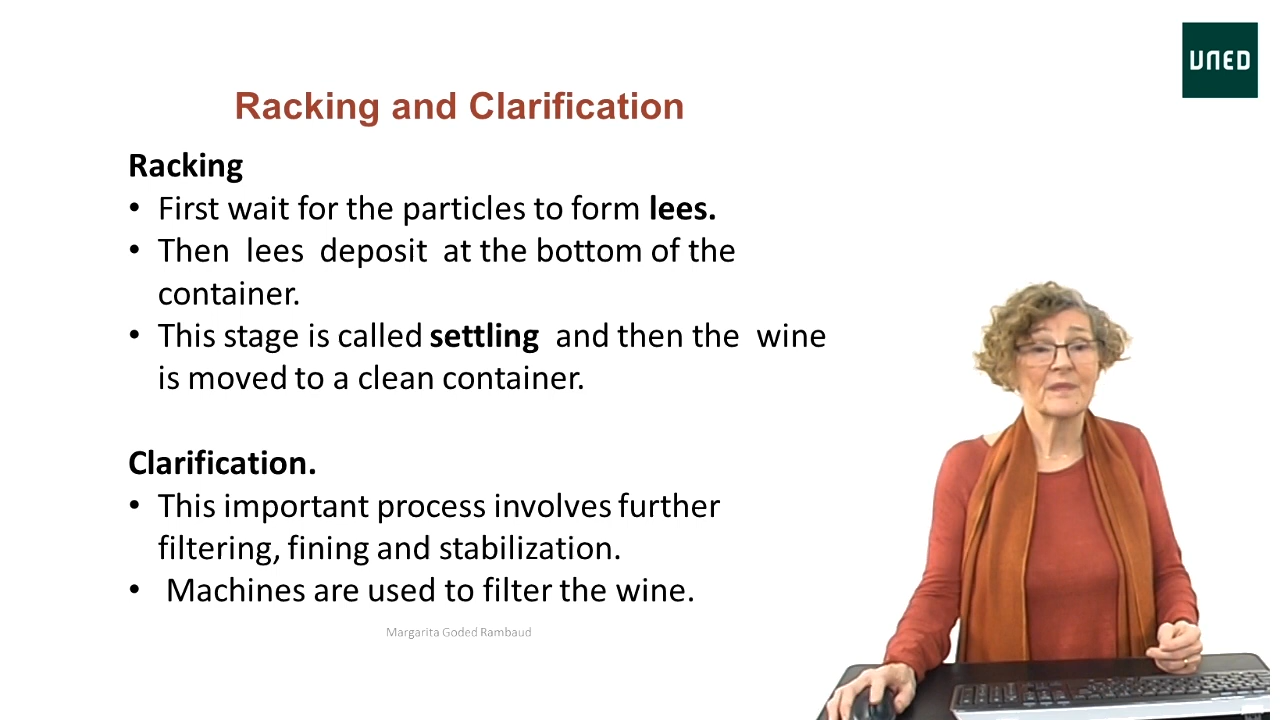 UNED
Racking and Clarification
Racking
• First wait for the particles to form lees.
• Then lees deposit at the bottom of the
container.
• This stage is called settling and then the wine
is moved to a clean container.
Clarification.
• This important process involves further
filtering, fining and stabilization.
• Machines are used to filter the wine.
Margarita Goded Rambaud